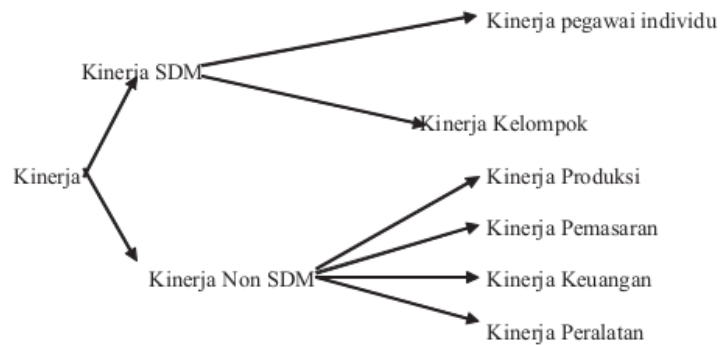 Kinerja pegawai individu
Kinerja SDM
Kinerja Kelompok
Kinerja
Kinerja Produksi
Kinerja Pemasaran
Kinerja Non SDM
Kinerja Keuangan
Kinerja Peralatan